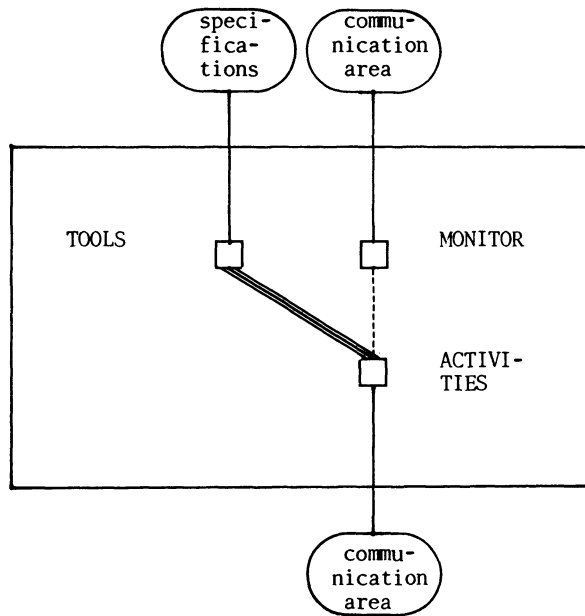 speci-
fica-
tions
commu-
nication
area
TOOLS
MONITOR
ACTIVI-
TIES
commu-
nication
area